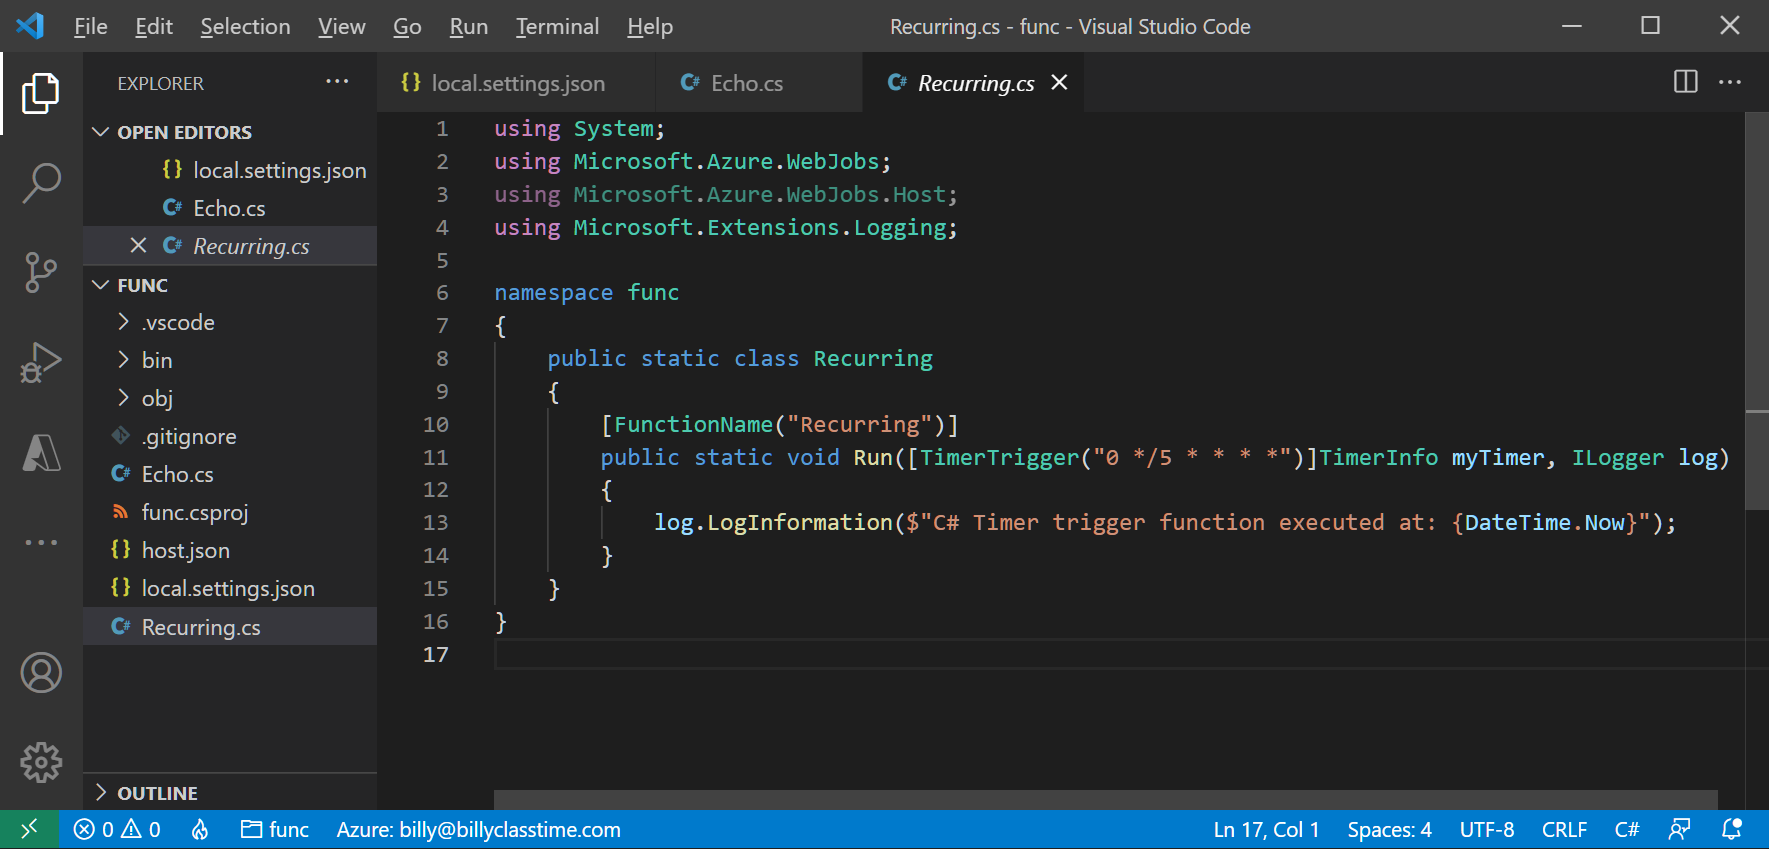 File Edit Selection View Go Run Terminal Help Recurring.cs - func - Visual Studio Code
EXPLORER
OPEN EDITORS
{} local.settings.json
C# Echo.cs
C# Recurring.cs
FUNC
.vscode
bin
obj
.gitignore
C# Echo.cs
func.csproj
{} host.json
{} local.settings.json
C# Recurring.cs
OUTLINE
{} local.settings.json C# Echo.cs C# Recurring.cs
1 using System;
2 using Microsoft.Azure.WebJobs;
3 using Microsoft.Azure.WebJobs.Host;
4 using Microsoft.Extensions.Logging;
5
6 namespace func
7 {
8 public static class Recurring
9 {
10 [FunctionName("Recurring")]
11 public static void Run([TimerTrigger("0 */5 * * * *")]TimerInfo myTimer, ILogger log)
12 {
13 log.LogInformation($"C# Timer trigger function executed at: {DateTime.Now}");
14 }
15 }
16 }
17
0 0 func Azure: billy@billyclasstime.com Ln 17, Col 1 Spaces: 4 UTF-8 CRLF C#